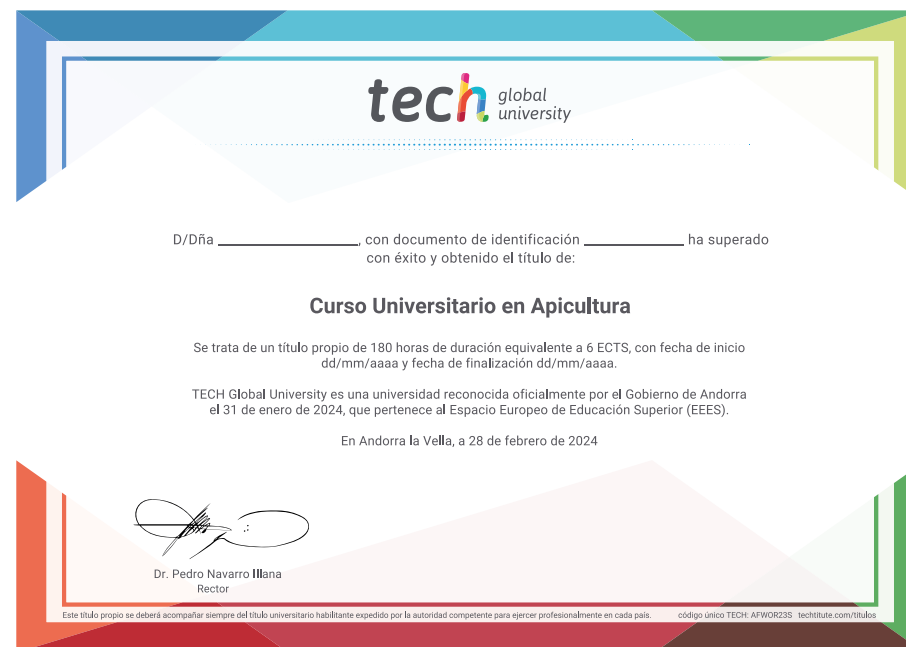 tech global
university
D/Dña ____________________, con documento de identificación ______________ ha superado
con éxito y obtenido el título de:
Curso Universitario en Apicultura
Se trata de un título propio de 180 horas de duración equivalente a 6 ECTS, con fecha de inicio
dd/mm/aaaa y fecha de finalización dd/mm/aaaa.
TECH Global University es una universidad reconocida oficialmente por el Gobierno de Andorra
el 31 de enero de 2024, que pertenece al Espacio Europeo de Educación Superior (EEES).
En Andorra la Vella, a 28 de febrero de 2024
Dr. Pedro Navarro Illana
Rector
Este título propio se deberá acompañar siempre del título universitario habilitante expedido por la autoridad competente para ejercer profesionalmente en cada país. código único TECH: AFWOR23S techtitute.com/titulos